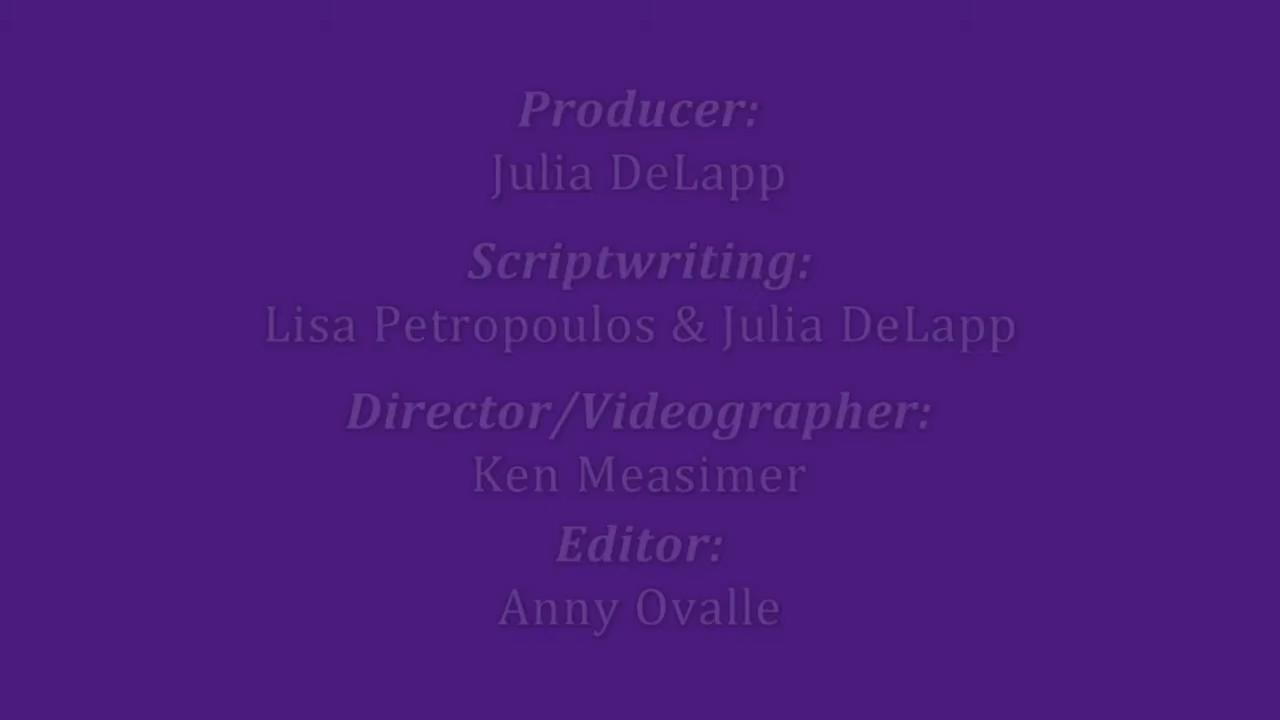 Producer:
Julia DeLapp
Scriptwriting:
Lisa Petropoulos & Julia DeLapp
Director/Videographer:
Ken Measimer
Editor:
Anny Ovalle